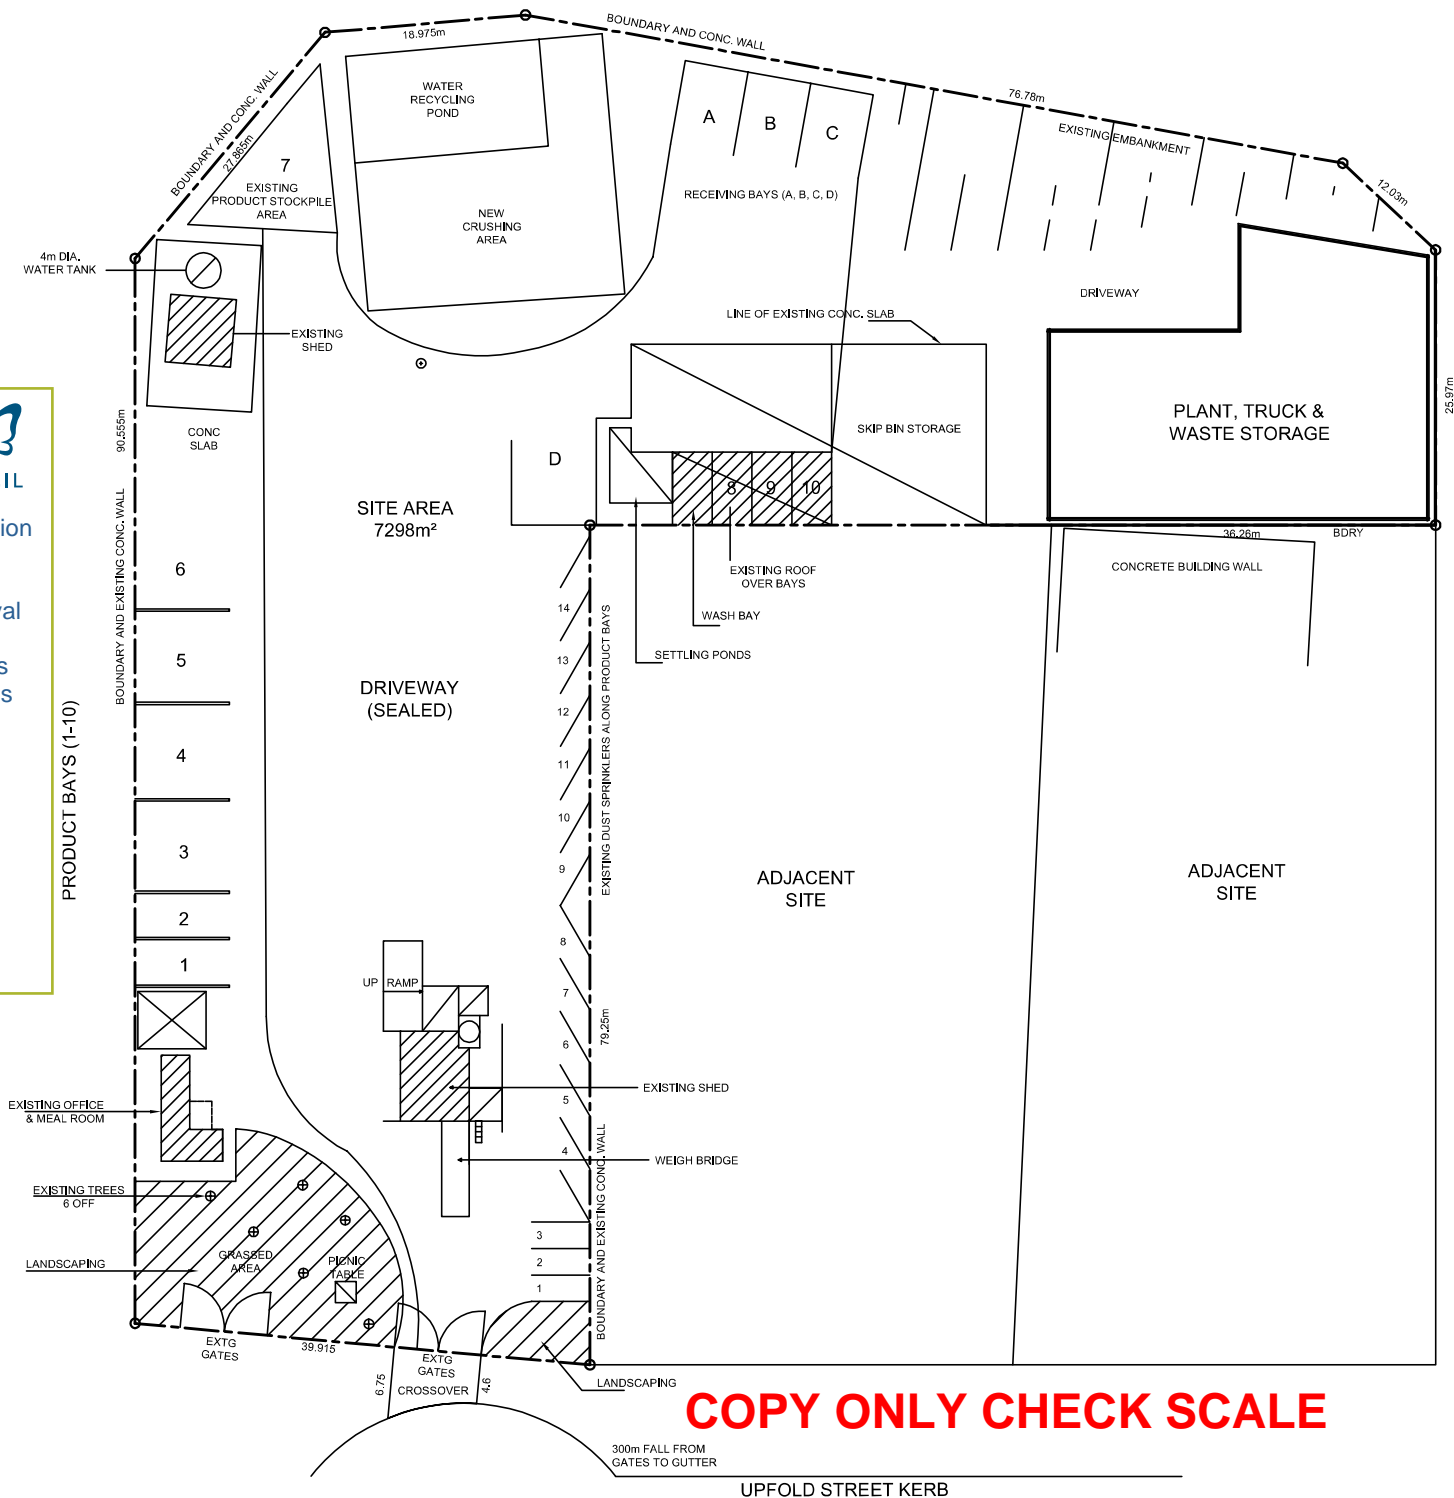 BOUNDARY AND CONC. WALL
18.975m
BOUNDARY AND CONC. WALL
27.865m
76.78m
EXISTING EMBANKMENT
12.03m
WATER
RECYCLING
POND
A
B
C
7
EXISTING
PRODUCT STOCKPILE
AREA
NEW
CRUSHING
AREA
RECEIVING BAYS (A, B, C, D)
4m DIA.
WATER TANK
EXISTING
SHED
DRIVEWAY
LINE OF EXISTING CONC. SLAB
25.97m
PLANT, TRUCK &
WASTE STORAGE
SKIP BIN STORAGE
CONC
SLAB
90.555m
D
8
9
10
SITE AREA
7298m²
36.26m
BDRY
CONCRETE BUILDING WALL
EXISTING ROOF
OVER BAYS
WASH BAY
SETTLING PONDS
IL
BOUNDARY AND EXISTING CONC. WALL
PRODUCT BAYS (1-10)
6
5
4
3
2
1
DRIVEWAY
(SEALED)
14
13
12
11
10
9
8
7
6
5
4
3
2
1
EXISTING DUST SPRINKLERS ALONG PRODUCT BAYS
79.25m
BOUNDARY AND EXISTING CONC. WALL
ADJACENT
SITE
ADJACENT
SITE
UP RAMP
EXISTING SHED
WEIGH BRIDGE
EXISTING OFFICE
& MEAL ROOM
EXISTING TREES
6 OFF
LANDSCAPING
GRASSED
AREA
PICNIC
TABLE
EXTG
GATES
39.915
EXTG
GATES
CROSSOVER
6.75
4.6
LANDSCAPING
COPY ONLY CHECK SCALE
300m FALL FROM
GATES TO GUTTER
UPFOLD STREET KERB